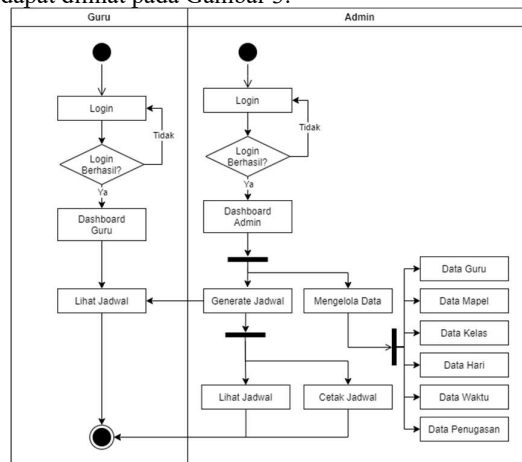 dapat dilihat pada Gambar 3.
Guru
Admin
Login
Tidak
Login
Berhasil?
Ya
Dashboard
Guru
Lihat Jadwal
Login
Tidak
Login
Berhasil?
Ya
Dashboard
Admin
Generate Jadwal
Mengelola Data
Lihat Jadwal
Cetak Jadwal
Data Guru
Data Mapel
Data Kelas
Data Hari
Data Waktu
Data Penugasan